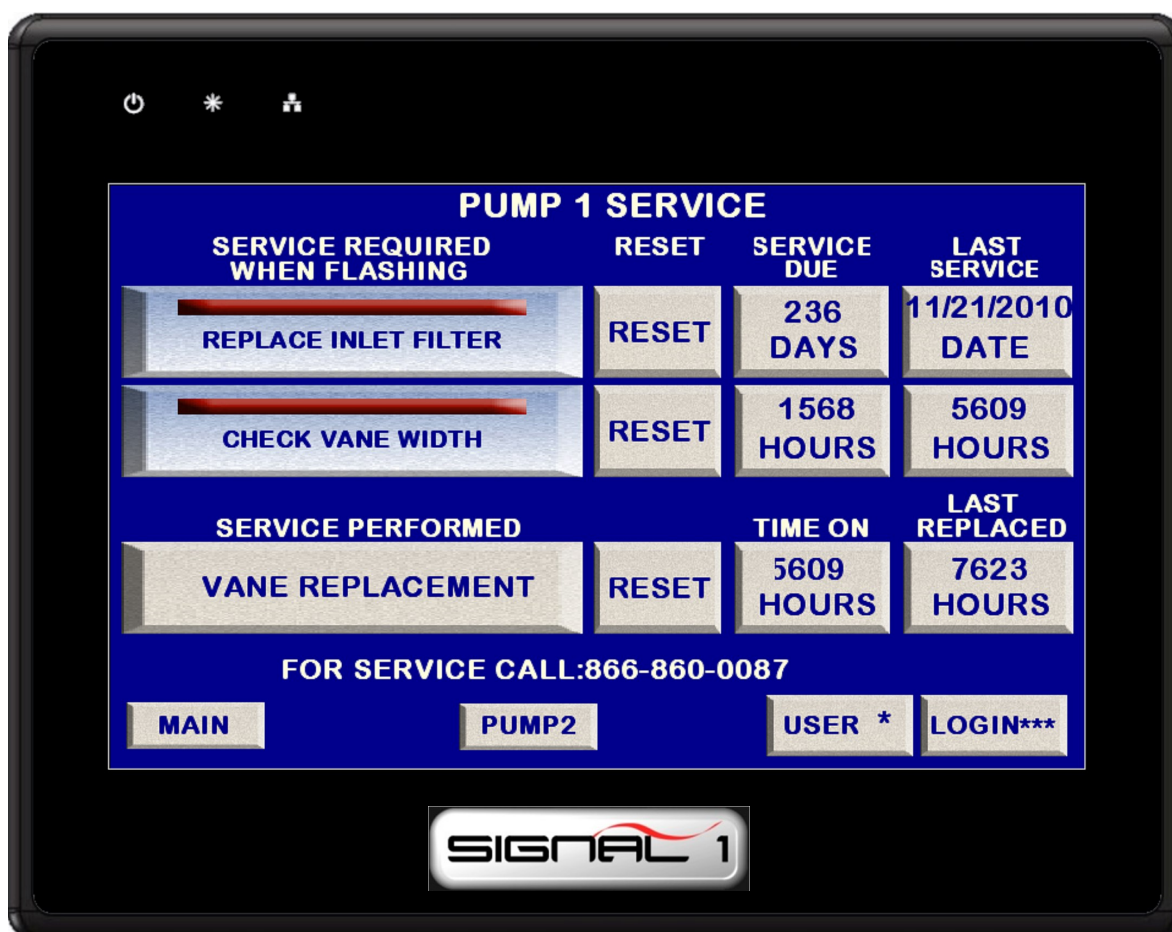 PUMP 1 SERVICE
SERVICE REQUIRED
WHEN FLASHING
RESET
SERVICE
DUE
LAST
SERVICE
REPLACE INLET FILTER
RESET
236
DAYS
11/21/2010
DATE
CHECK VANE WIDTH
RESET
1568
HOURS
5609
HOURS
SERVICE PERFORMED
TIME ON
LAST
REPLACED
VANE REPLACEMENT
RESET
5609
HOURS
7623
HOURS
FOR SERVICE CALL:866-860-0087
MAIN
PUMP2
USER *
LOGIN***
SIGNAL 1